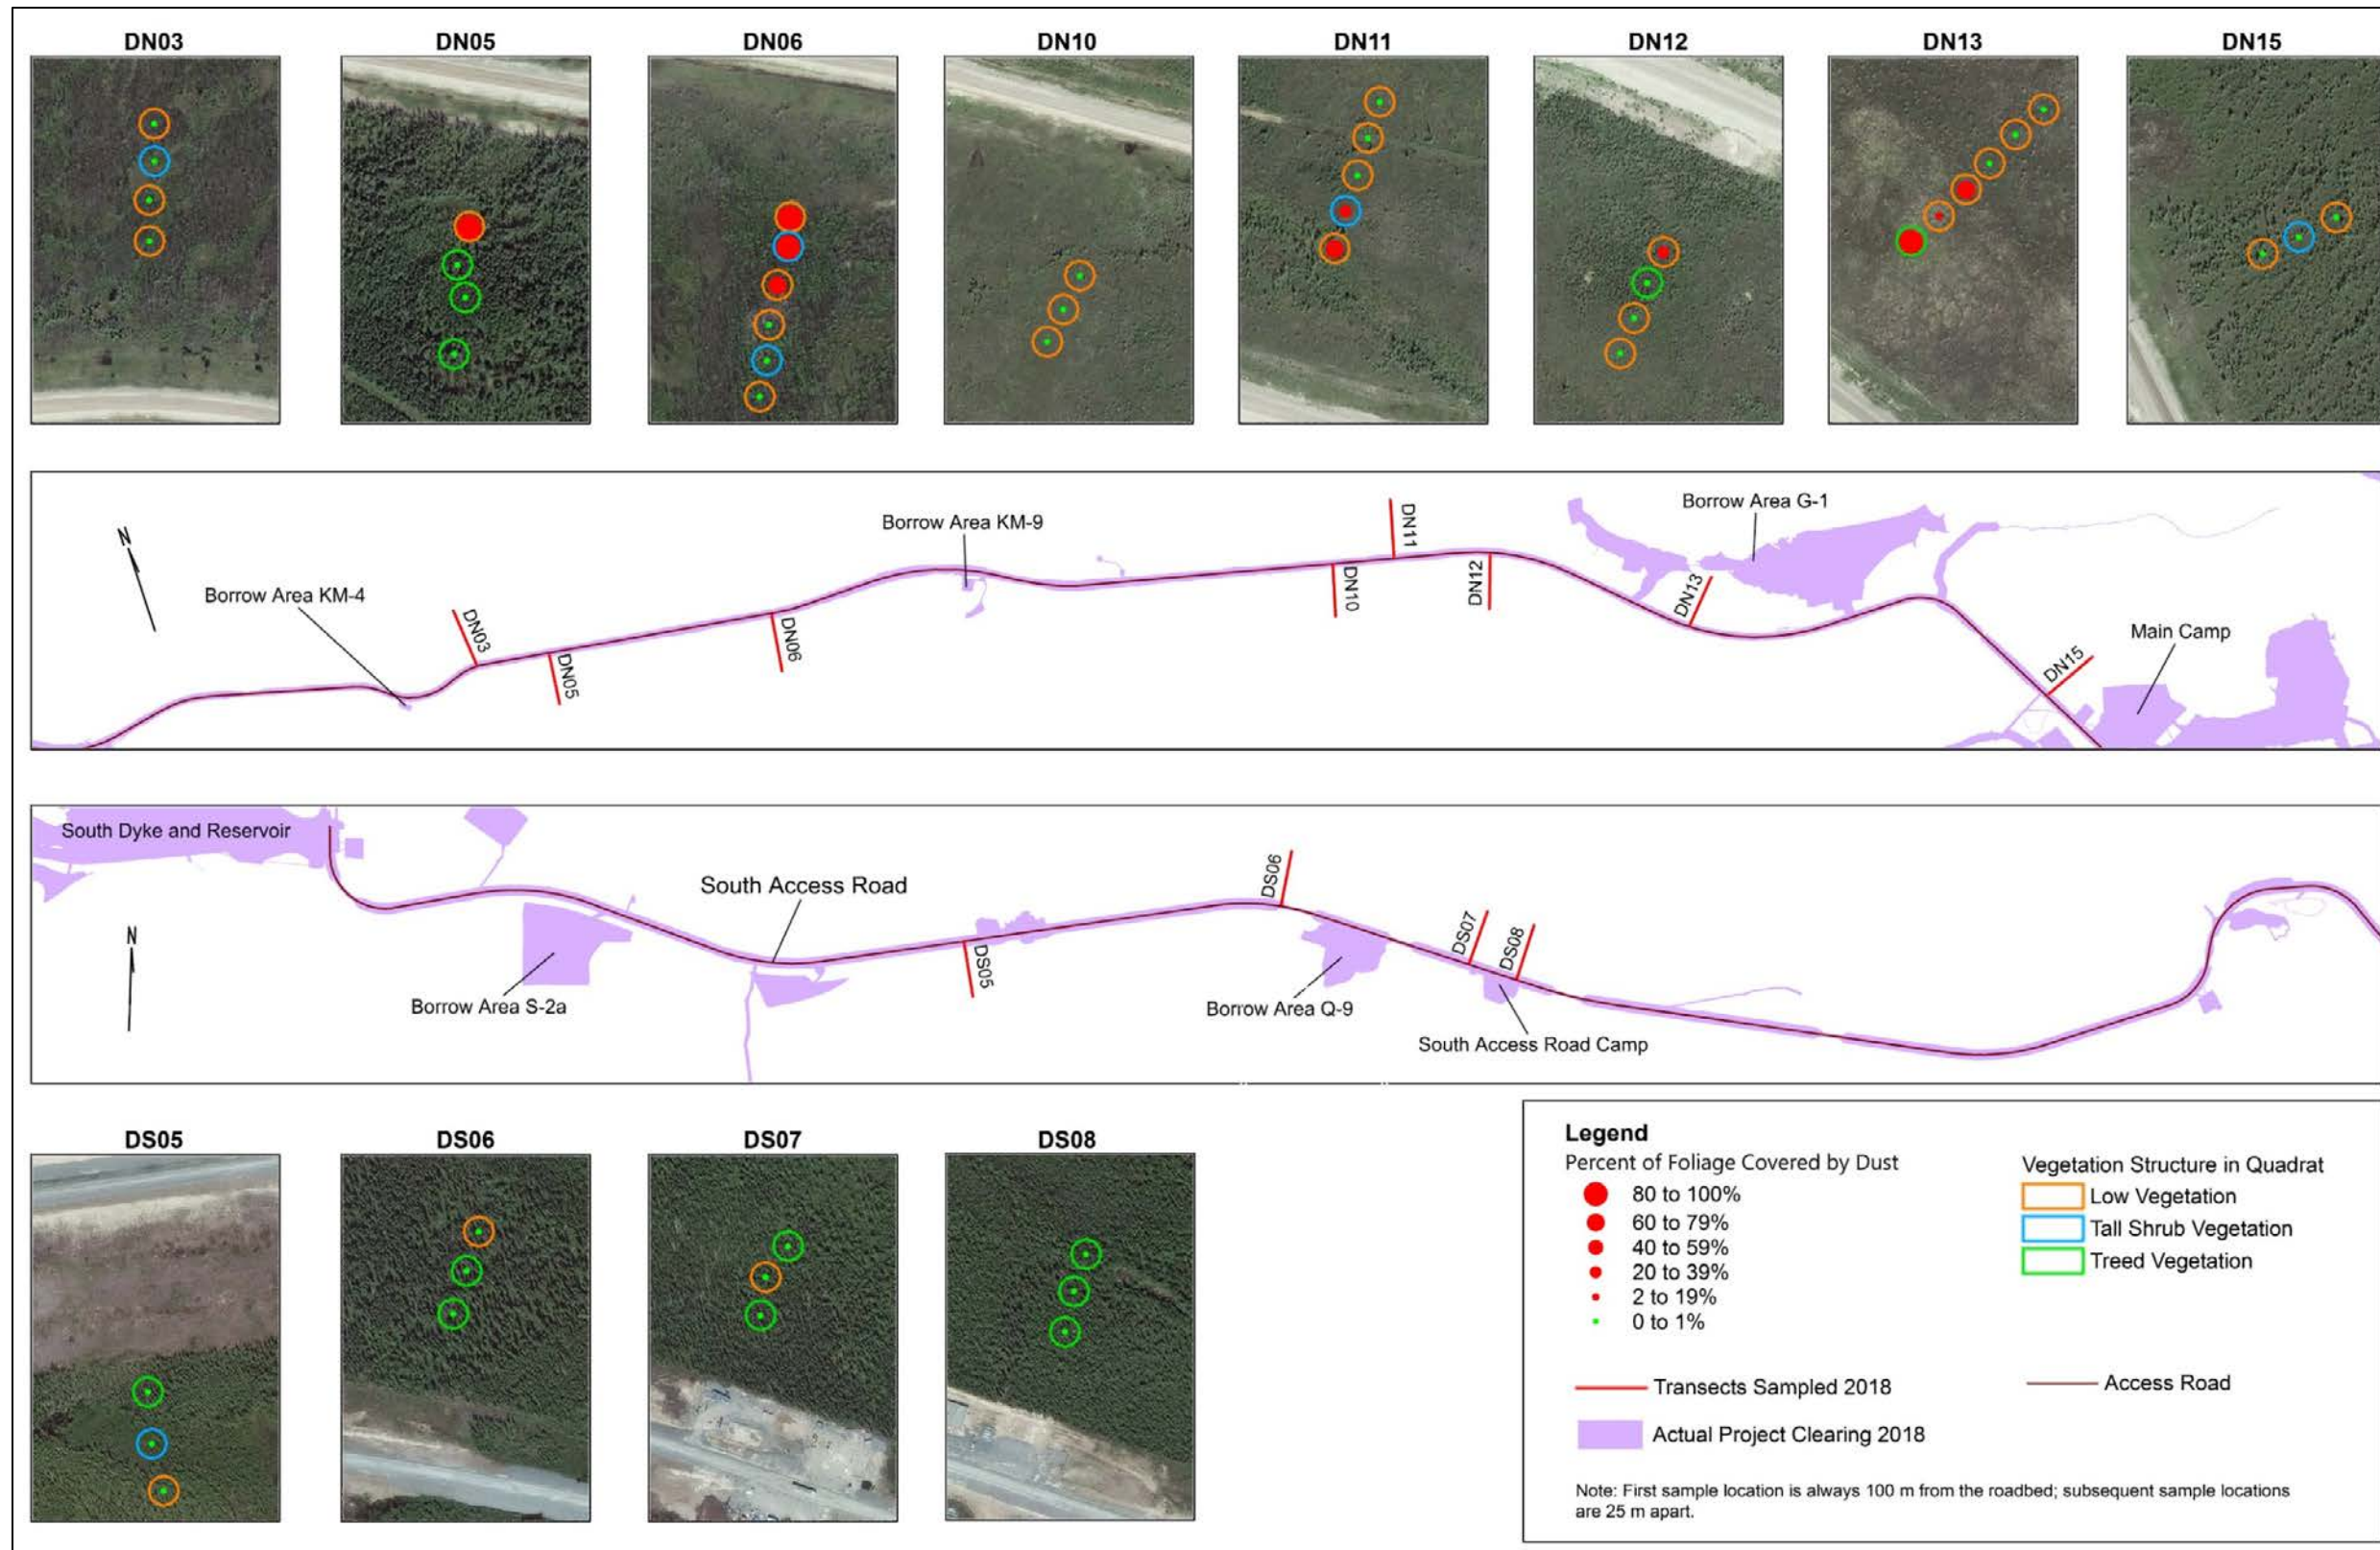 DN03 DN05 DN06 DN10 DN11 DN12 DN13 DN15
Borrow Area G-1
DN11
Borrow Area KM-9
N
DN12
DN10
DN13
Borrow Area KM-4
DN03
DN06
Main Camp
DN05
DN15
South Dyke and Reservoir
DS06
South Access Road
N
DS07
DS08
DS05
Borrow Area S-2a
Borrow Area Q-9
South Access Road Camp
DS05 DS06 DS07 DS08
Legend
Percent of Foliage Covered by Dust
80 to 100%
60 to 79%
40 to 59%
20 to 39%
2 to 19%
0 to 1%
Vegetation Structure in Quadrat
Low Vegetation
Tall Shrub Vegetation
Treed Vegetation
Transects Sampled 2018
Access Road
Actual Project Clearing 2018
Note: First sample location is always 100 m from the roadbed; subsequent sample locations
are 25 m apart.